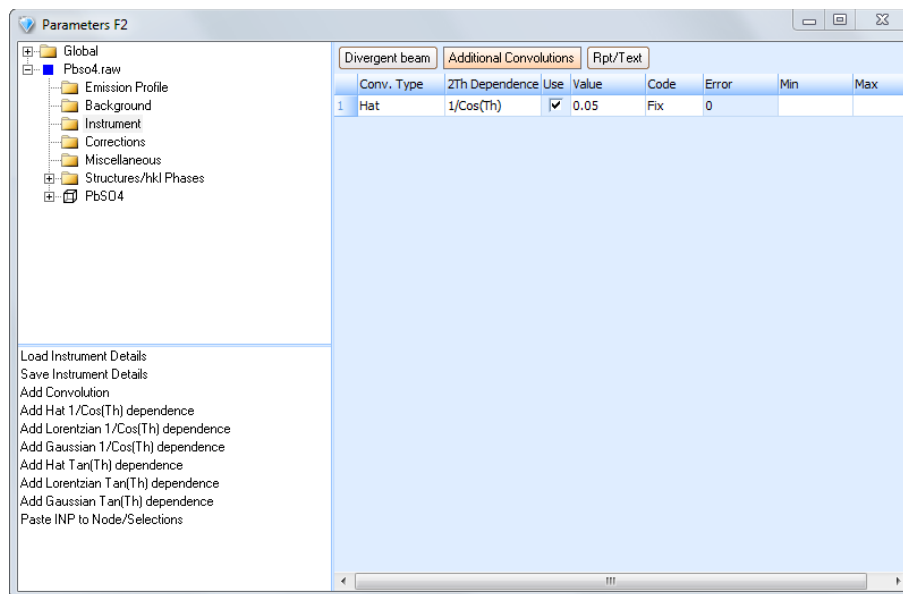 Parameters F2
Global
Pbso4.raw
Emission Profile
Background
Instrument
Corrections
Miscellaneous
Structures/hkl Phases
PbSO4
Load Instrument Details
Save Instrument Details
Add Convolution
Add Hat 1/Cos(Th) dependence
Add Lorentzian 1/Cos(Th) dependence
Add Gaussian 1/Cos(Th) dependence
Add Hat Tan(Th) dependence
Add Lorentzian Tan(Th) dependence
Add Gaussian Tan(Th) dependence
Paste INP to Node/Selections
Divergent beam Additional Convolutions Rpt/Text
Conv. Type 2Th Dependence Use Value Code Error Min Max
1 Hat 1/Cos(Th) 0.05 Fix 0